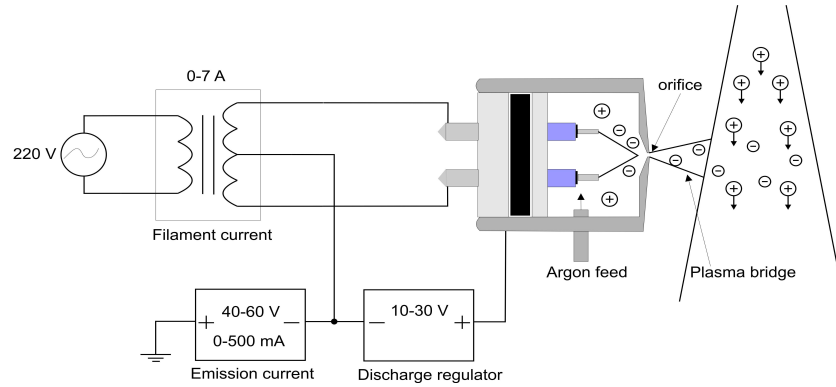 0-7 A
220 V
Filament current
orifice
Argon feed
Plasma bridge
+ 40-60 V −
0-500 mA
Emission current
− 10-30 V +
Discharge regulator